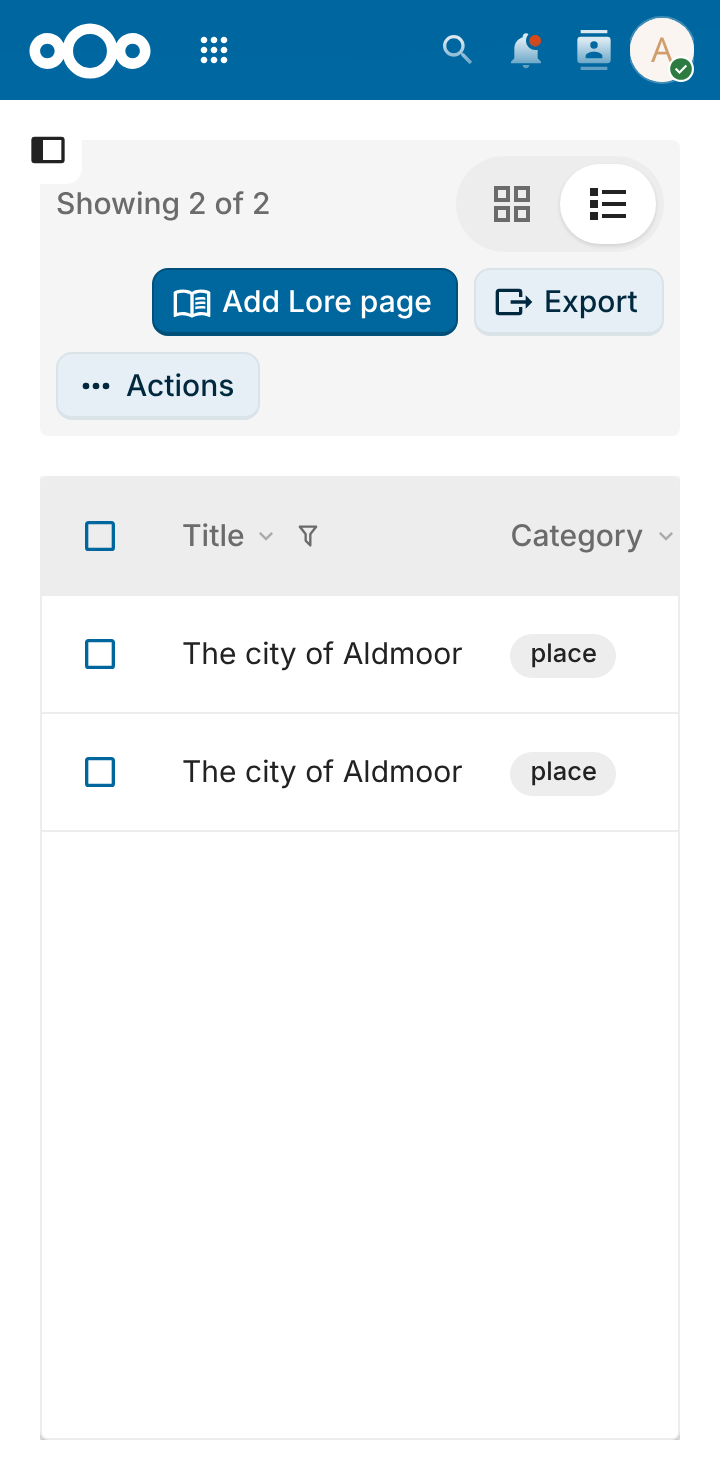 A
Showing 2 of 2
Add Lore page
Export
Actions
Title
Category
The city of Aldmoor
place
The city of Aldmoor
place